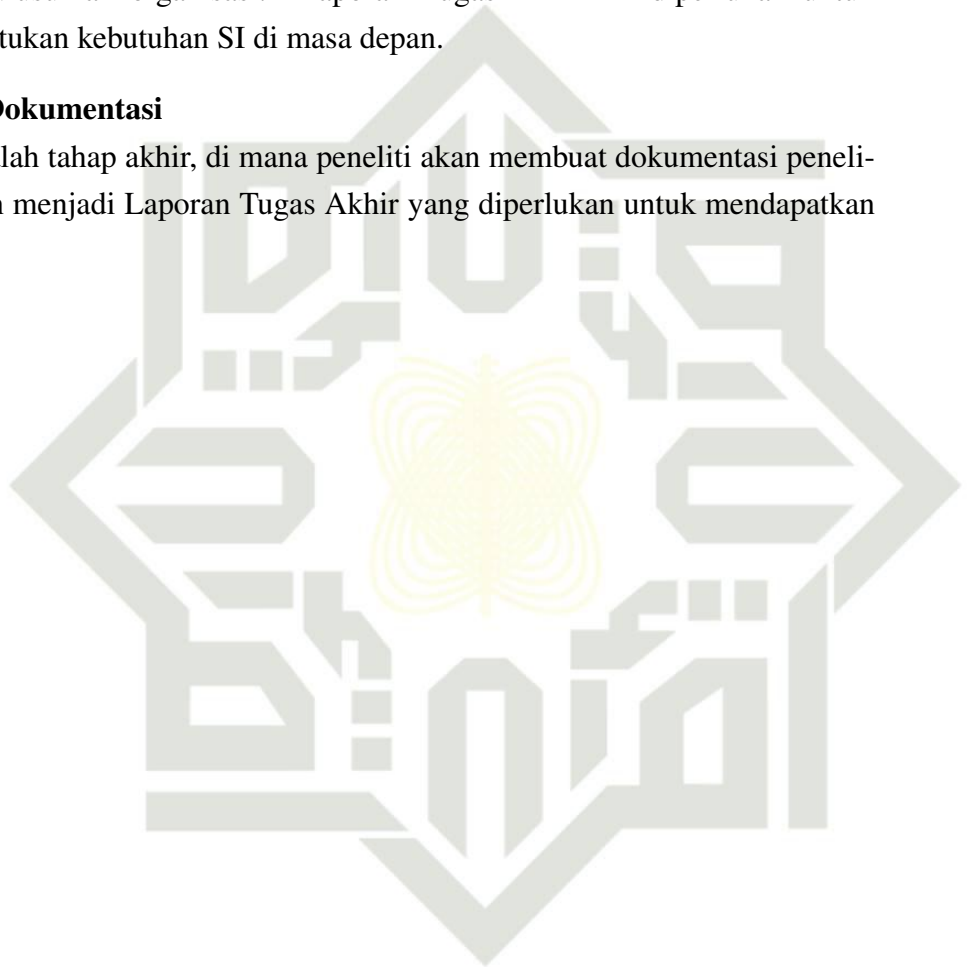 tukan kebutuhan SI di masa depan.
Dokumentasi
lah tahap akhir, di mana peneliti akan membuat dokumentasi peneli-
n menjadi Laporan Tugas Akhir yang diperlukan untuk mendapatkan